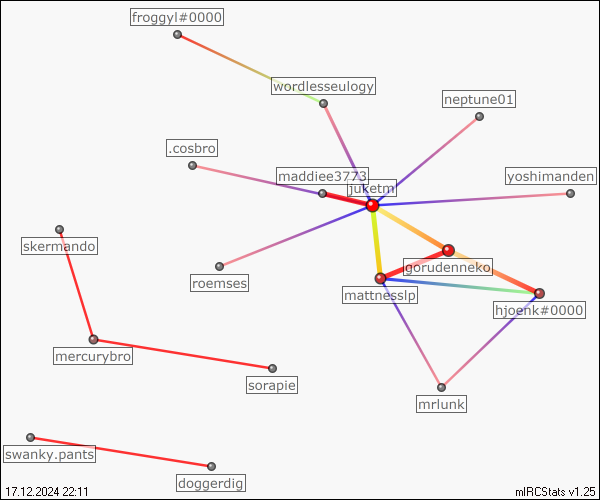 froggyl#0000
wordlesseulogy
neptune01
.cosbro
maddiee3773
juketm
yoshimanden
skermando
gorudenneko
roemses
mattnesslp
hjoenk#0000
mercurybro
sorapie
mrlunk
swanky.pants
doggerdig
17.12.2024 22:11
mIRCStats v1.25